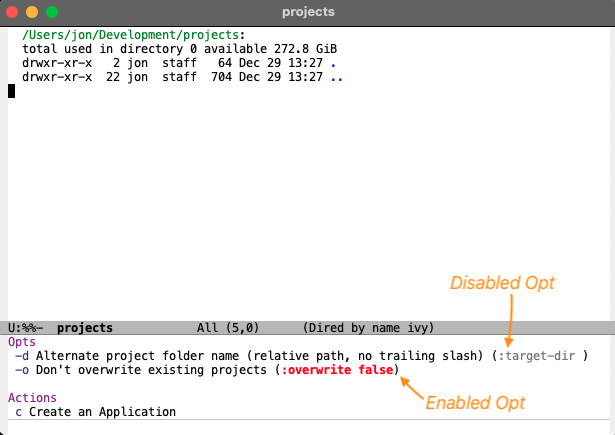 projects
/Users/jon/Development/projects:
total used in directory 0 available 272.8 GiB
drwxr-xr-x   2 jon  staff   64 Dec 29 13:27 .
drwxr-xr-x  22 jon  staff  704 Dec 29 13:27 ..
Disabled Opt
U:%%-  projects          All (5,0)      (Dired by name ivy)
Opts
-d Alternate project folder name (relative path, no trailing slash) (:target-dir )
-o Don't overwrite existing projects (:overwrite false)
Enabled Opt
Actions
c Create an Application